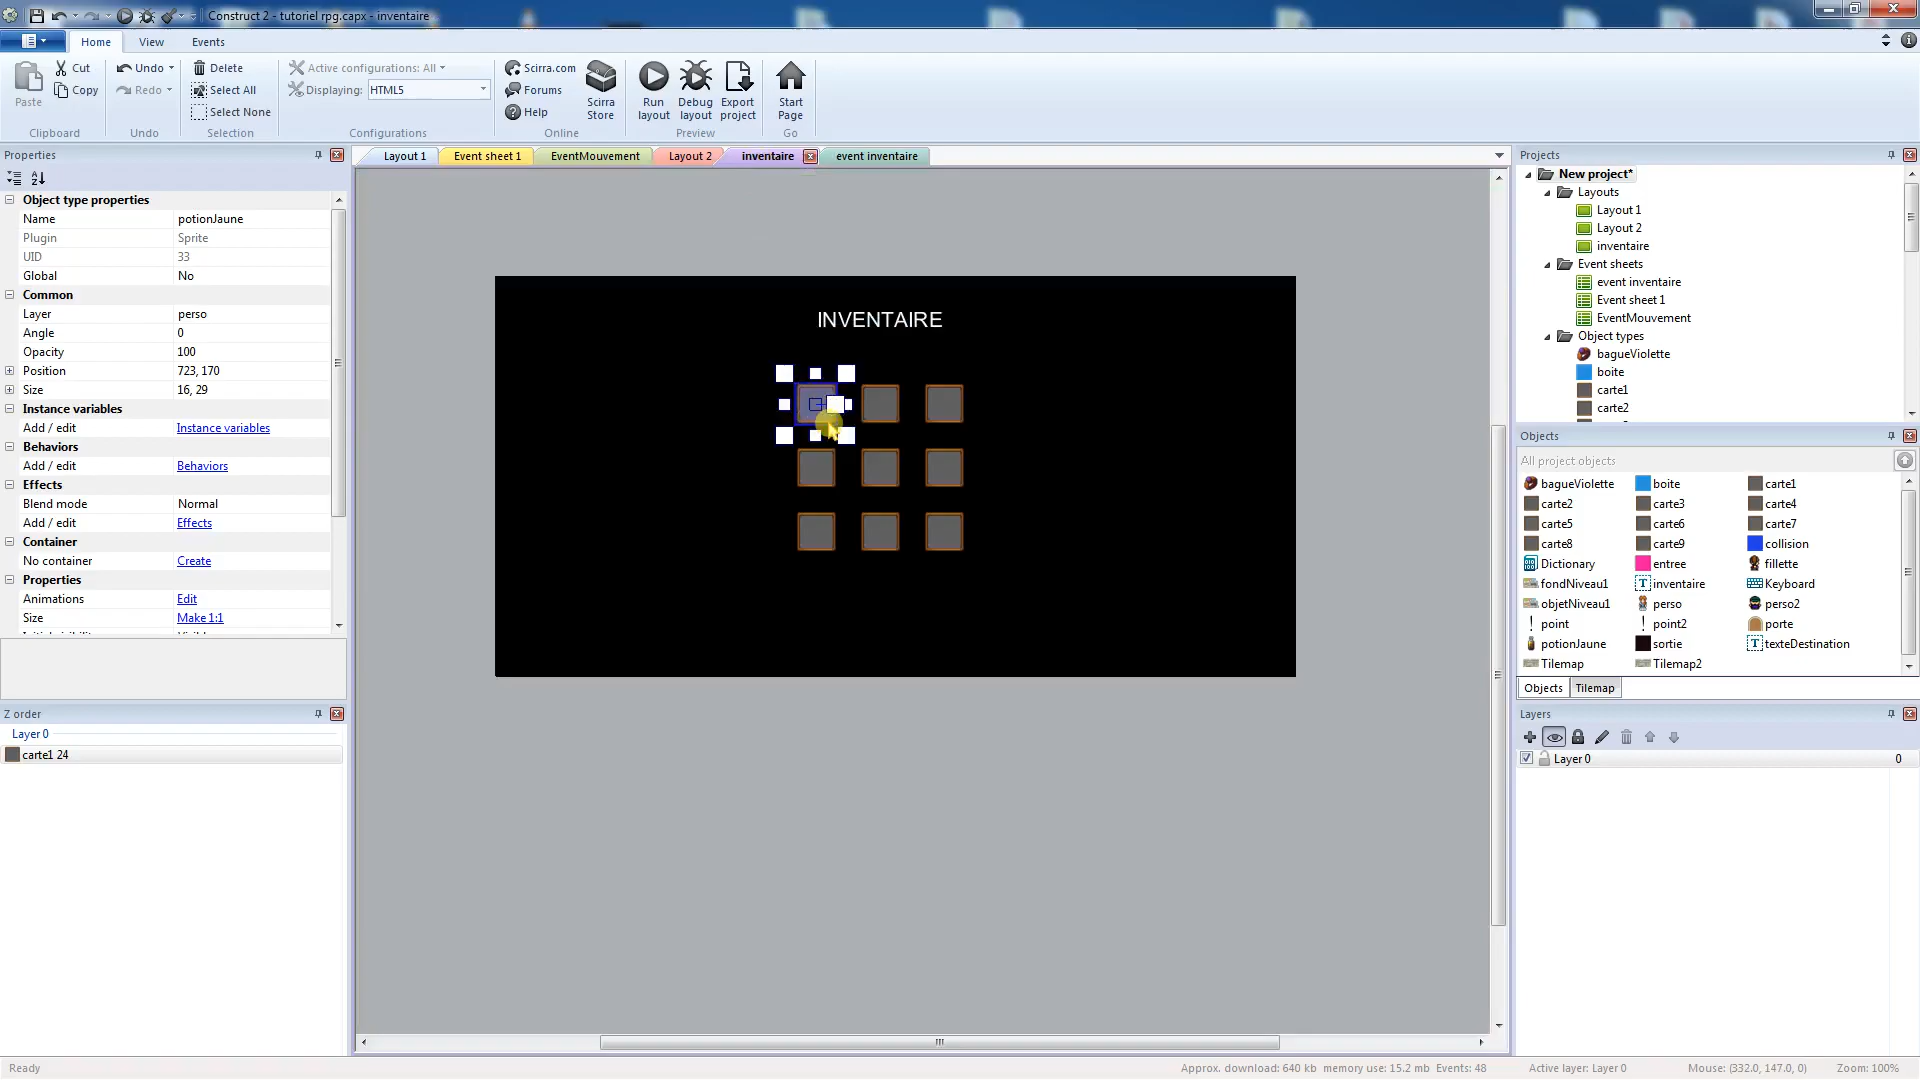 Construct 2 - tutoriel rpg.capx - inventaire
Home
View
Events
Paste
Cut
Copy
Clipboard
Undo
Redo
Undo
Delete
Select All
Select None
Selection
Active configurations: All
Displaying: HTML5
Configurations
Scirra.com
Forums
Help
Scirra Store
Online
Run layout
Debug layout
Export project
Preview
Start Page
Go
Properties
Object type properties
Name potionJaune
Plugin Sprite
UID 33
Global No
Common
Layer perso
Angle 0
Opacity 100
Position 723, 170
Size 16, 29
Instance variables
Add / edit Instance variables
Behaviors
Add / edit Behaviors
Effects
Blend mode Normal
Add / edit Effects
Container
No container Create
Properties
Animations Edit
Size Make 1:1
Z order
Layer 0
carte1 24
Layout 1
Event sheet 1
EventMouvement
Layout 2
inventaire
event inventaire
INVENTAIRE
Projects
New project*
Layouts
Layout 1
Layout 2
inventaire
Event sheets
event inventaire
Event sheet 1
EventMouvement
Object types
bagueViolette
boite
carte1
carte2
Objects
All project objects
bagueViolette boite carte1
carte2 carte3 carte4
carte5 carte6 carte7
carte8 carte9 collision
Dictionary entree fillette
fondNiveau1 inventaire Keyboard
objetNiveau1 perso perso2
point point2 porte
potionJaune sortie texteDestination
Tilemap Tilemap2
Objects Tilemap
Layers
Layer 0 0
Ready
Approx. download: 640 kb memory use: 15.2 mb Events: 48
Active layer: Layer 0
Mouse: (332.0, 147.0, 0)
Zoom: 100%